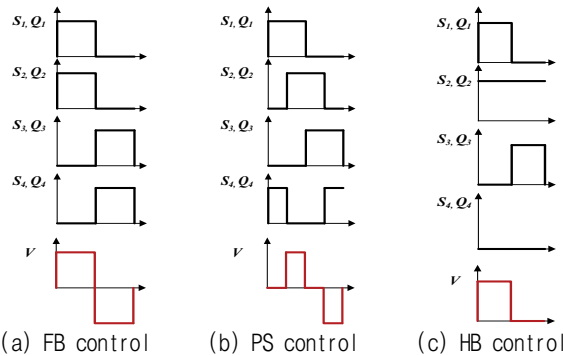 S1, Q1
S2, Q2
S3, Q3
S4, Q4
V
(a) FB control
S1, Q1
S2, Q2
S3, Q3
S4, Q4
V
(b) PS control
S1, Q1
S2, Q2
S3, Q3
S4, Q4
V
(c) HB control